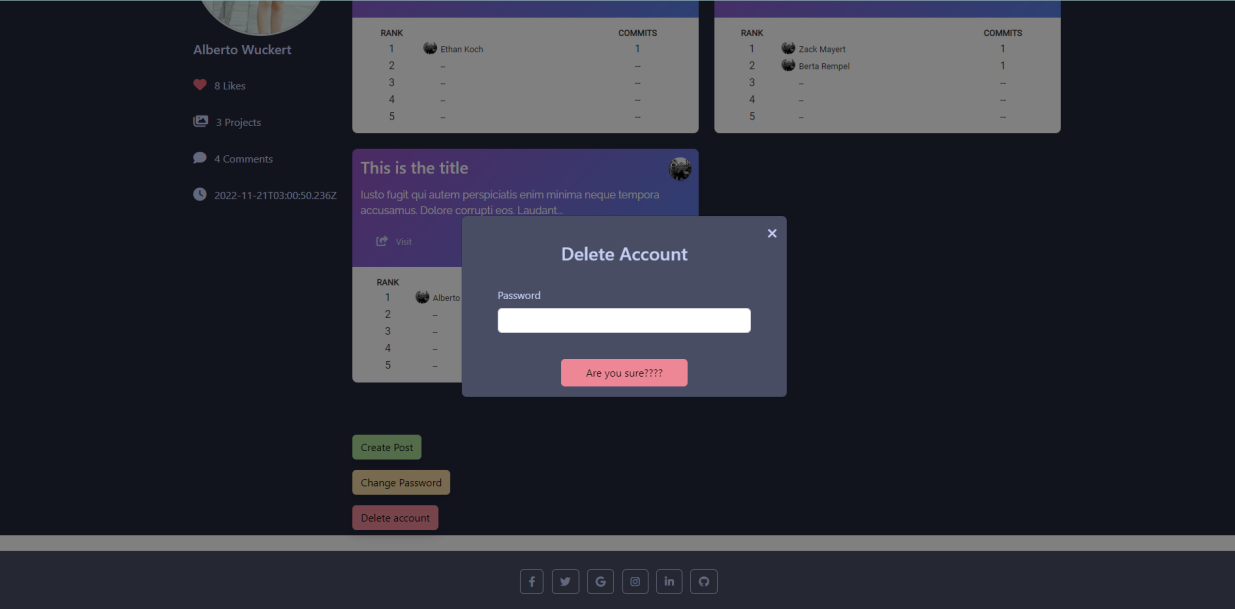 Alberto Wuckert
8 Likes
3 Projects
4 Comments
2022-11-21T03:00:50.236Z
RANK COMMITS
1 Ethan Koch 1
2 – --
3 – --
4 – --
5 – --
RANK COMMITS
1 Zack Mayert 1
2 Berta Rempel 1
3 – --
4 – --
5 – --
This is the title
Iusto fugit qui autem perspiciatis enim minima neque tempora
accusamus. Dolore corrupti eos. Laudant...
Visit
RANK
1 Alberto
2 –
3 –
4 –
5 –
Delete Account
Password
Are you sure????
Create Post
Change Password
Delete account